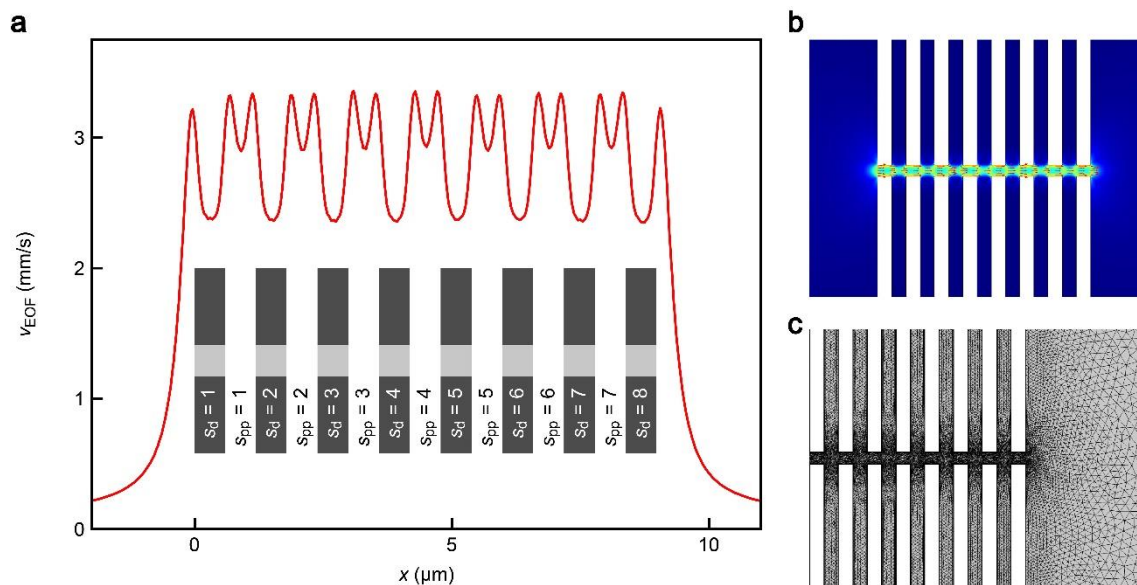 a
3
2
1
0
v_EOF (mm/s)
s_d = 1
s_pp = 1
s_d = 2
s_pp = 2
s_d = 3
s_pp = 3
s_d = 4
s_pp = 4
s_d = 5
s_pp = 5
s_d = 6
s_pp = 6
s_d = 7
s_pp = 7
s_d = 8
0
5
10
x (μm)
b
c